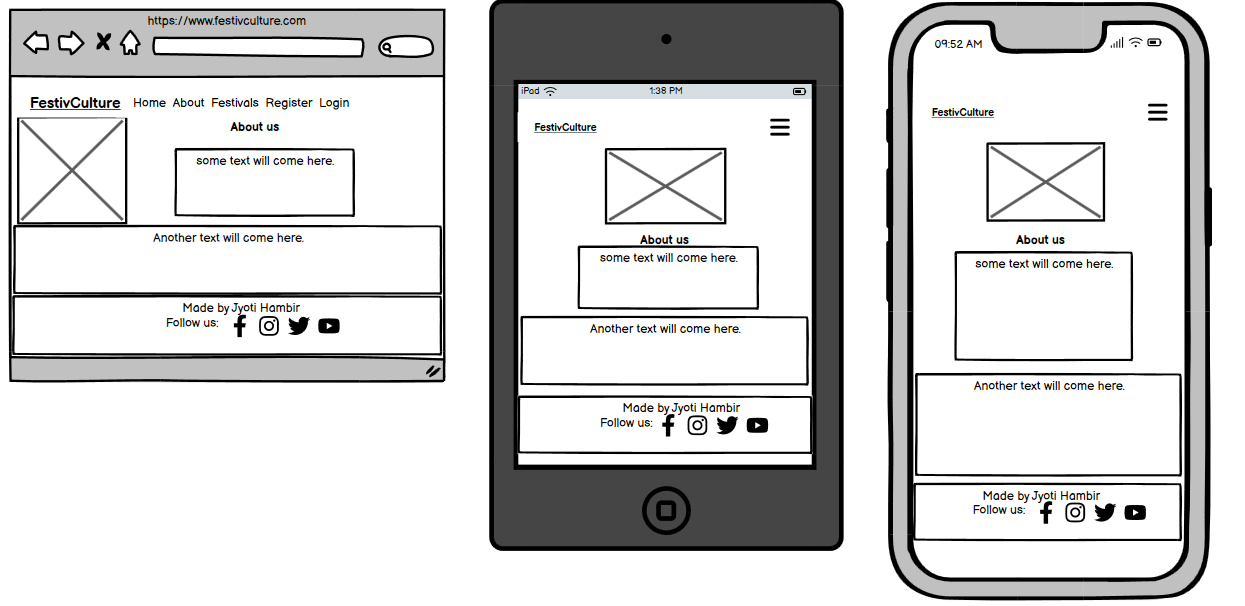 https://www.festivculture.com
FestivCulture Home About Festivals Register Login
About us
some text will come here.
Another text will come here.
Made by Jyoti Hambir
Follow us:
iPad 1:38 PM
FestivCulture
About us
some text will come here.
Another text will come here.
Made by Jyoti Hambir
Follow us:
09:52 AM
FestivCulture
About us
some text will come here.
Another text will come here.
Made by Jyoti Hambir
Follow us: